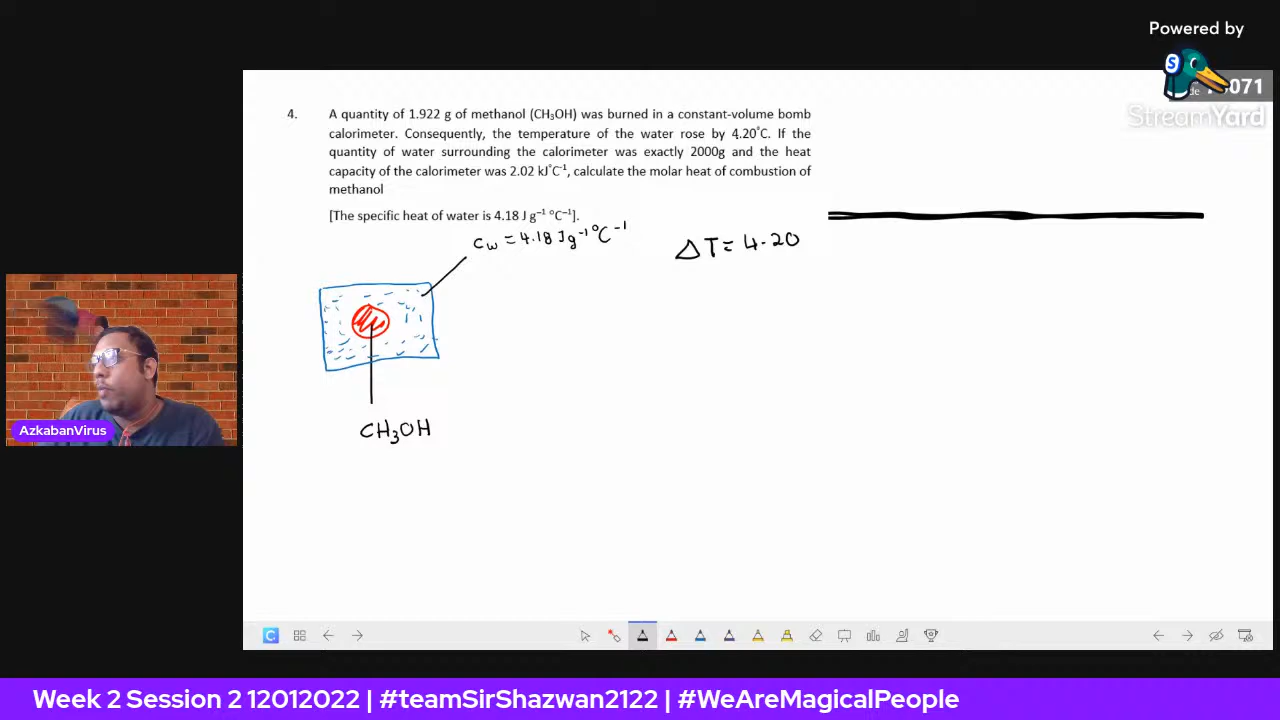 Powered by
071
StreamYard
4. A quantity of 1.922 g of methanol (CH₃OH) was burned in a constant-volume bomb
calorimeter. Consequently, the temperature of the water rose by 4.20°C. If the
quantity of water surrounding the calorimeter was exactly 2000g and the heat
capacity of the calorimeter was 2.02 kJ°C⁻¹, calculate the molar heat of combustion of
methanol
[The specific heat of water is 4.18 J g⁻¹ °C⁻¹].
cw = 4.18 Jg⁻¹°C⁻¹
ΔT = 4.20
CH₃OH
AzkabanVirus
Week 2 Session 2 12012022 | #teamSirShazwan2122 | #WeAreMagicalPeople